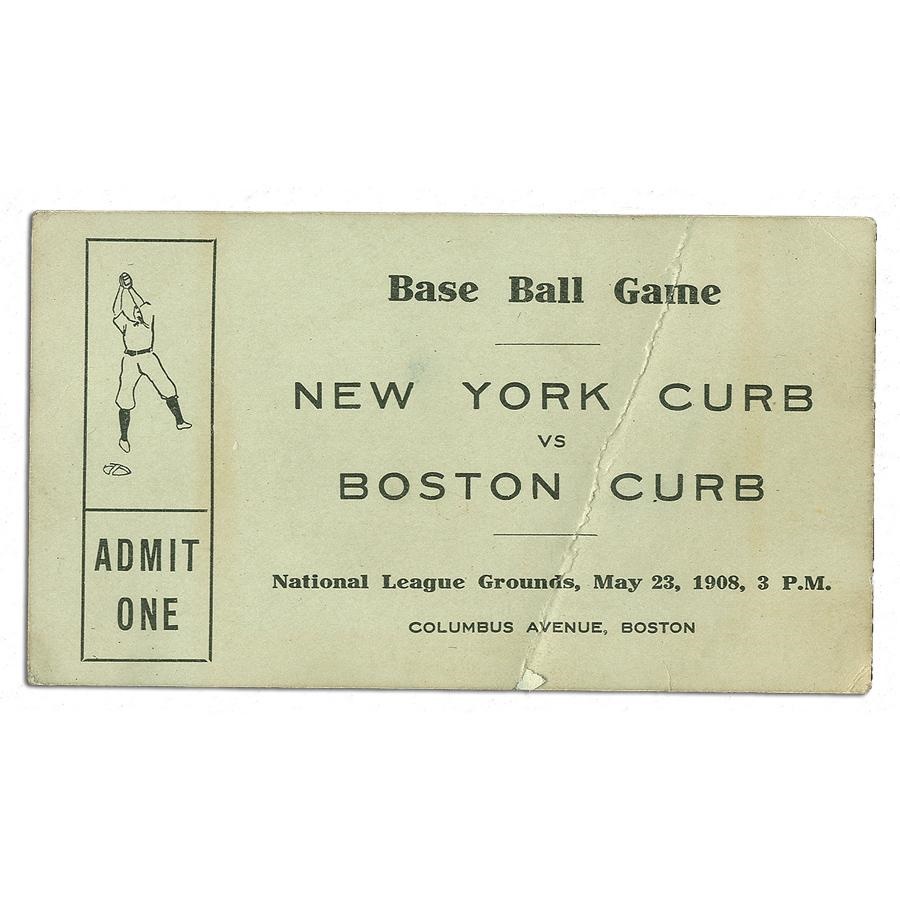 ADMIT
ONE
Base Ball Game
NEW YORK CURB
VS
BOSTON CURB
National League Grounds, May 23, 1908, 3 P.M.
COLUMBUS AVENUE, BOSTON